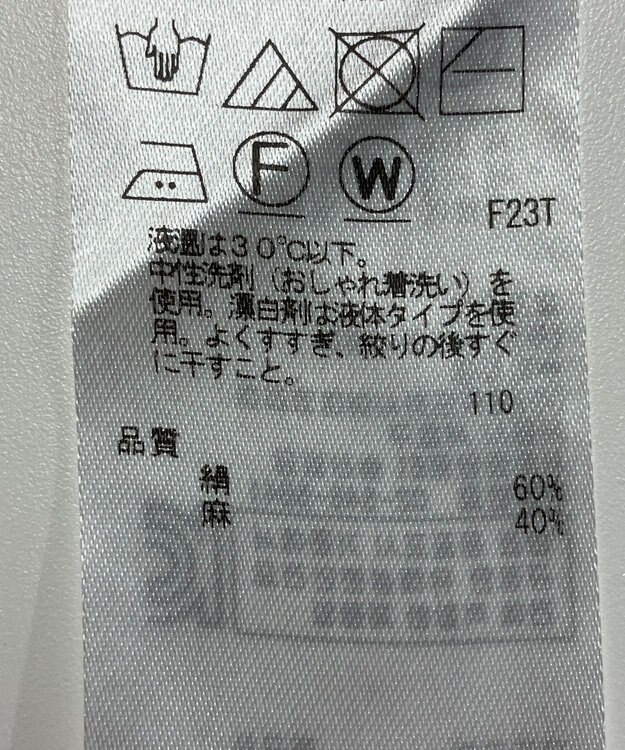 F
W
F23T
液温は30℃以下。
中性洗剤（おしゃれ着洗い）を
使用。漂白剤は液体タイプを使
用。よくすすぎ、絞りの後すぐ
に干すこと。
110
品質
絹 60%
麻 40%